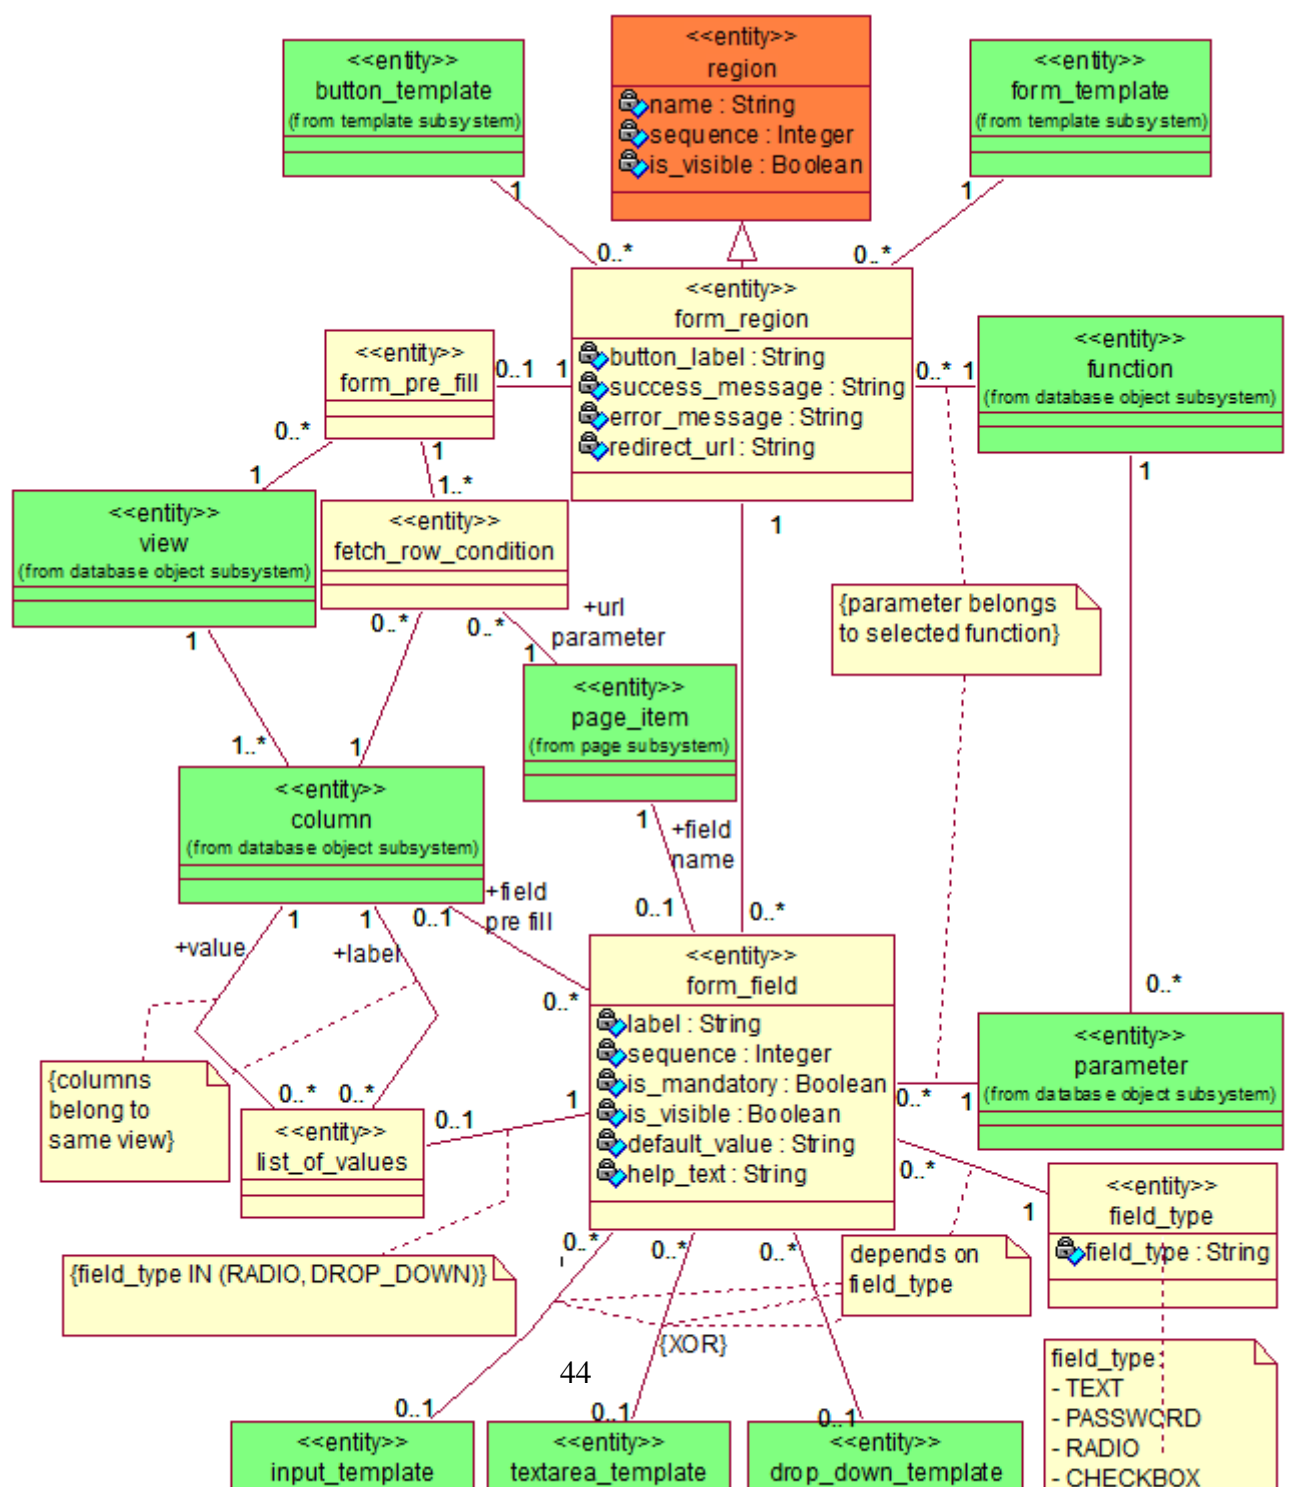 <<entity>>
region
name : String
sequence : Integer
is_visible : Boolean
<<entity>>
button_template
(from template subsystem)
<<entity>>
form_template
(from template subsystem)
1
1
0..*
0..*
<<entity>>
form_region
button_label : String
success_message : String
error_message : String
redirect_url : String
<<entity>>
form_pre_fill
0..1
1
0..*
1
<<entity>>
function
(from database object subsystem)
0..*
1
1
1..*
1
1
<<entity>>
view
(from database object subsystem)
<<entity>>
fetch_row_condition
{parameter belongs
to selected function}
1
0..*
0..*
+url
parameter
1
<<entity>>
page_item
(from page subsystem)
1..*
1
<<entity>>
column
(from database object subsystem)
1
+field
name
+field
pre fill
1
1
0..1
0..1
0..*
+value
+label
0..*
0..*
<<entity>>
form_field
label : String
sequence : Integer
is_mandatory : Boolean
is_visible : Boolean
default_value : String
help_text : String
<<entity>>
parameter
(from database object subsystem)
{columns
belong to
same view}
0..*
0..*
0..1
1
0..*
1
<<entity>>
list_of_values
0..*
1
<<entity>>
field_type
field_type : String
{field_type IN (RADIO, DROP_DOWN)}
0..*
0..*
0..*
depends on
field_type
{XOR}
44
field_type:
- TEXT
- PASSWORD
- RADIO
- CHECKBOX
0..1
0..1
0..1
<<entity>>
input_template
<<entity>>
textarea_template
<<entity>>
drop_down_template